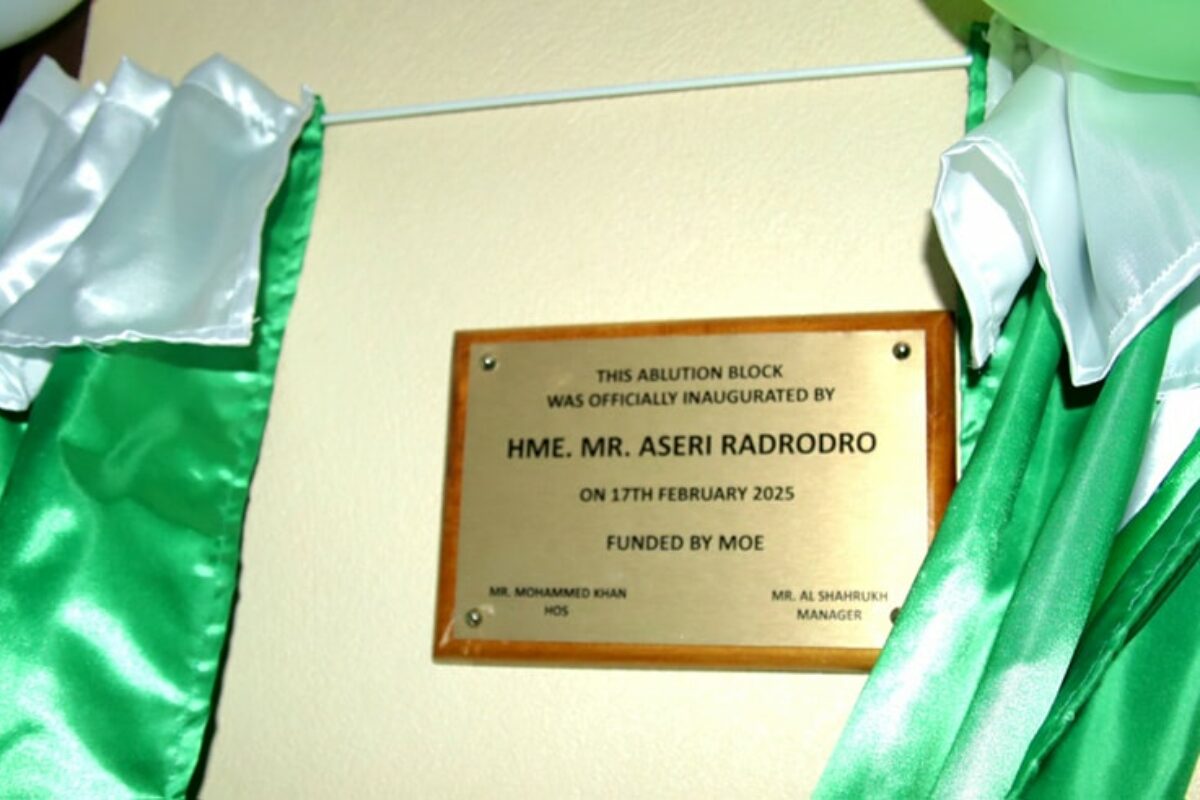 THIS ABLUTION BLOCK
WAS OFFICIALLY INAUGURATED BY
HME. MR. ASERI RADRODRO
ON 17TH FEBRUARY 2025
FUNDED BY MOE
MR. MOHAMMED KHAN
HOS
MR. AL SHAHRUKH
MANAGER